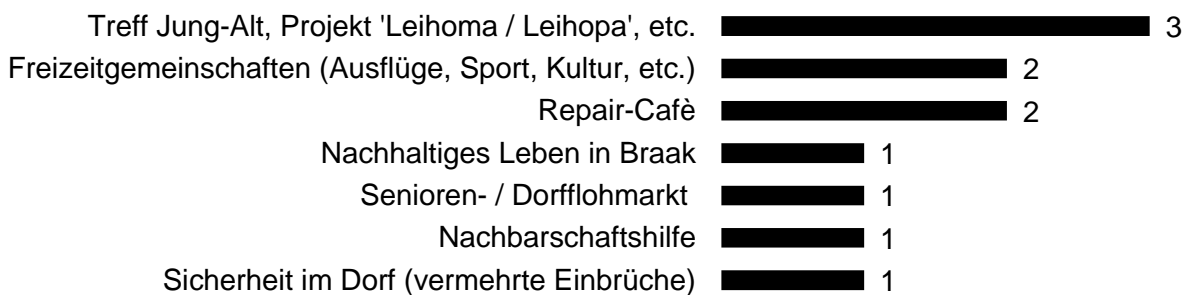 Treff Jung-Alt, Projekt 'Leihoma / Leihopa', etc. 3
Freizeitgemeinschaften (Ausflüge, Sport, Kultur, etc.) 2
Repair-Cafè 2
Nachhaltiges Leben in Braak 1
Senioren- / Dorfflohmarkt 1
Nachbarschaftshilfe 1
Sicherheit im Dorf (vermehrte Einbrüche) 1